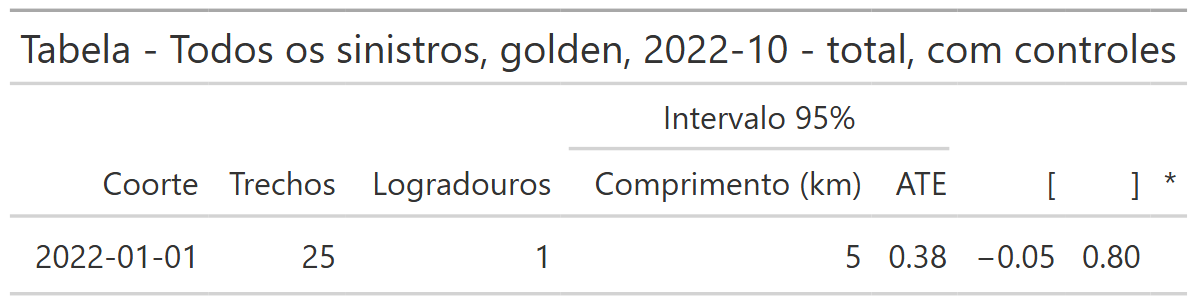 Tabela - Todos os sinistros, golden, 2022-10 - total, com controles
Intervalo 95%
Coorte Trechos Logradouros Comprimento (km) ATE [ ] *
2022-01-01 25 1 5 0.38 −0.05 0.80